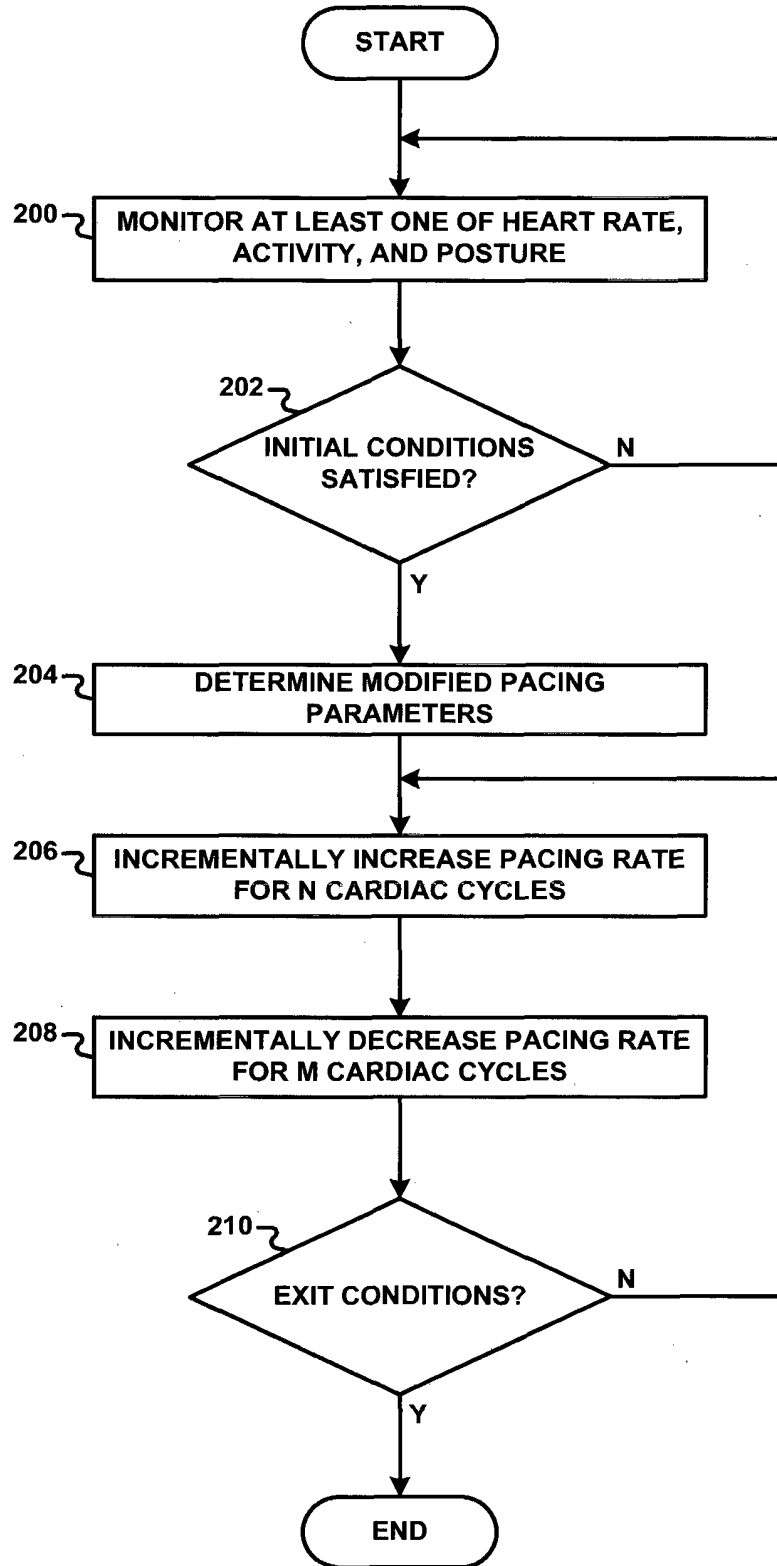 START
200
MONITOR AT LEAST ONE OF HEART RATE,
ACTIVITY, AND POSTURE
202
INITIAL CONDITIONS
SATISFIED?
N
Y
204
DETERMINE MODIFIED PACING
PARAMETERS
206
INCREMENTALLY INCREASE PACING RATE
FOR N CARDIAC CYCLES
208
INCREMENTALLY DECREASE PACING RATE
FOR M CARDIAC CYCLES
210
EXIT CONDITIONS?
N
Y
END